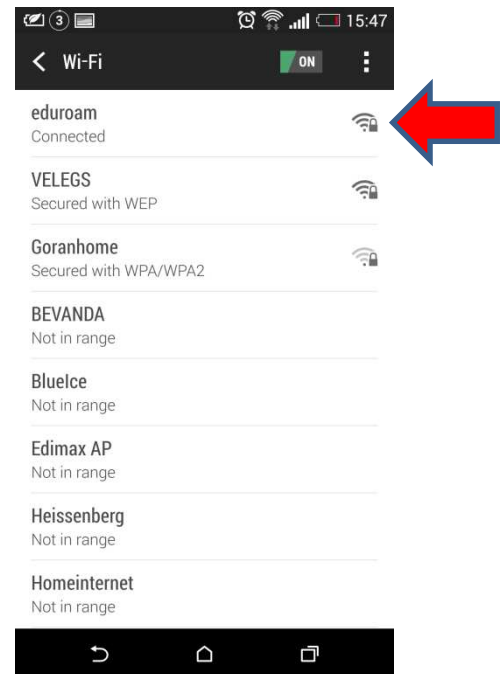 3 15:47
Wi-Fi ON
eduroam
Connected
VELEGS
Secured with WEP
Goranhome
Secured with WPA/WPA2
BEVANDA
Not in range
BlueIce
Not in range
Edimax AP
Not in range
Heissenberg
Not in range
Homeinternet
Not in range